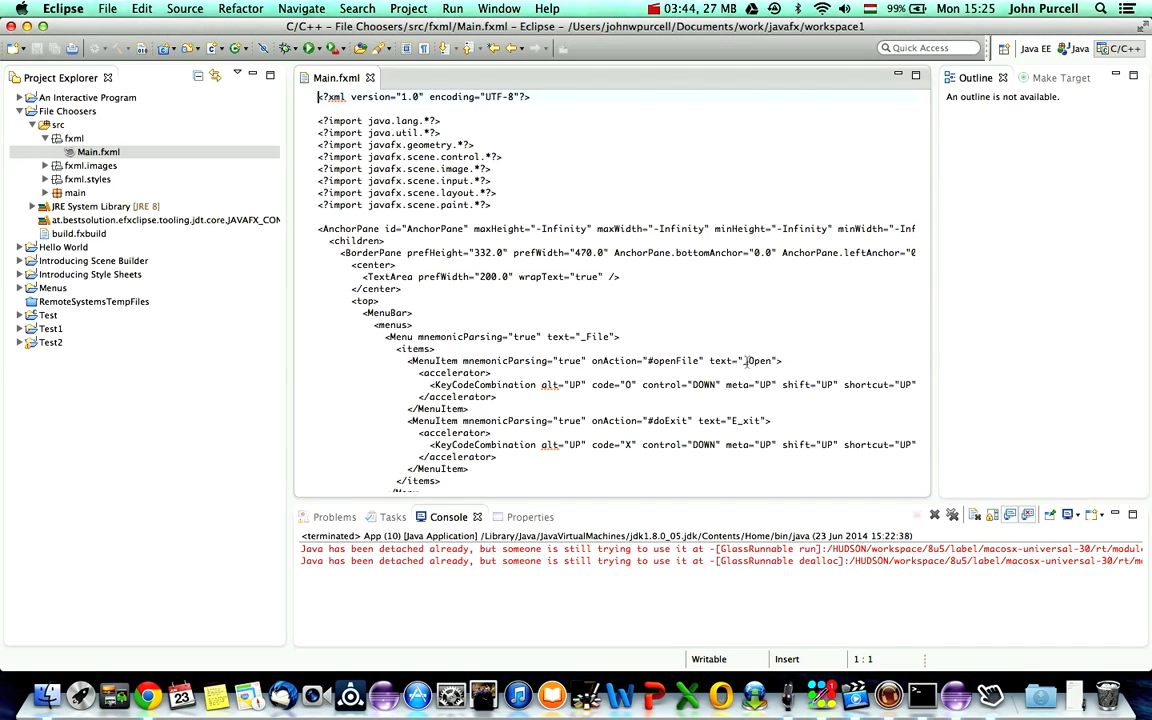 Eclipse File Edit Source Refactor Navigate Search Project Run Window Help 03:44, 27 MB 99% Mon 15:25 John Purcell
C/C++ - File Choosers/src/fxml/Main.fxml - Eclipse - /Users/johnwpurcell/Documents/work/javafx/workspace1
Quick Access Java EE Java C/C++
Project Explorer
An Interactive Program
File Choosers
src
fxml
Main.fxml
fxml.images
fxml.styles
main
JRE System Library [JRE 8]
at.bestsolution.efxclipse.tooling.jdt.core.JAVAFX_CON
build.fxbuild
Hello World
Introducing Scene Builder
Introducing Style Sheets
Menus
RemoteSystemsTempFiles
Test
Test1
Test2
Main.fxml
<?xml version="1.0" encoding="UTF-8"?>
<?import java.lang.*?>
<?import java.util.*?>
<?import javafx.geometry.*?>
<?import javafx.scene.control.*?>
<?import javafx.scene.image.*?>
<?import javafx.scene.input.*?>
<?import javafx.scene.layout.*?>
<?import javafx.scene.paint.*?>
<AnchorPane id="AnchorPane" maxHeight="-Infinity" maxWidth="-Infinity" minHeight="-Infinity" minWidth="-Inf
<children>
<BorderPane prefHeight="332.0" prefWidth="470.0" AnchorPane.bottomAnchor="0.0" AnchorPane.leftAnchor="0
<center>
<TextArea prefWidth="200.0" wrapText="true" />
</center>
<top>
<MenuBar>
<menus>
<Menu mnemonicParsing="true" text="_File">
<items>
<MenuItem mnemonicParsing="true" onAction="#openFile" text="_Open">
<accelerator>
<KeyCodeCombination alt="UP" code="O" control="DOWN" meta="UP" shift="UP" shortcut="UP"
</accelerator>
</MenuItem>
<MenuItem mnemonicParsing="true" onAction="#doExit" text="E_xit">
<accelerator>
<KeyCodeCombination alt="UP" code="X" control="DOWN" meta="UP" shift="UP" shortcut="UP"
</accelerator>
</MenuItem>
</items>
Outline Make Target
An outline is not available.
Problems Tasks Console Properties
<terminated> App (10) [Java Application] /Library/Java/JavaVirtualMachines/jdk1.8.0_05.jdk/Contents/Home/bin/java (23 Jun 2014 15:22:38)
Java has been detached already, but someone is still trying to use it at -[GlassRunnable run]:/HUDSON/workspace/8u5/label/macosx-universal-30/rt/module
Java has been detached already, but someone is still trying to use it at -[GlassRunnable dealloc]:/HUDSON/workspace/8u5/label/macosx-universal-30/rt/m
Writable Insert 1 : 1
23